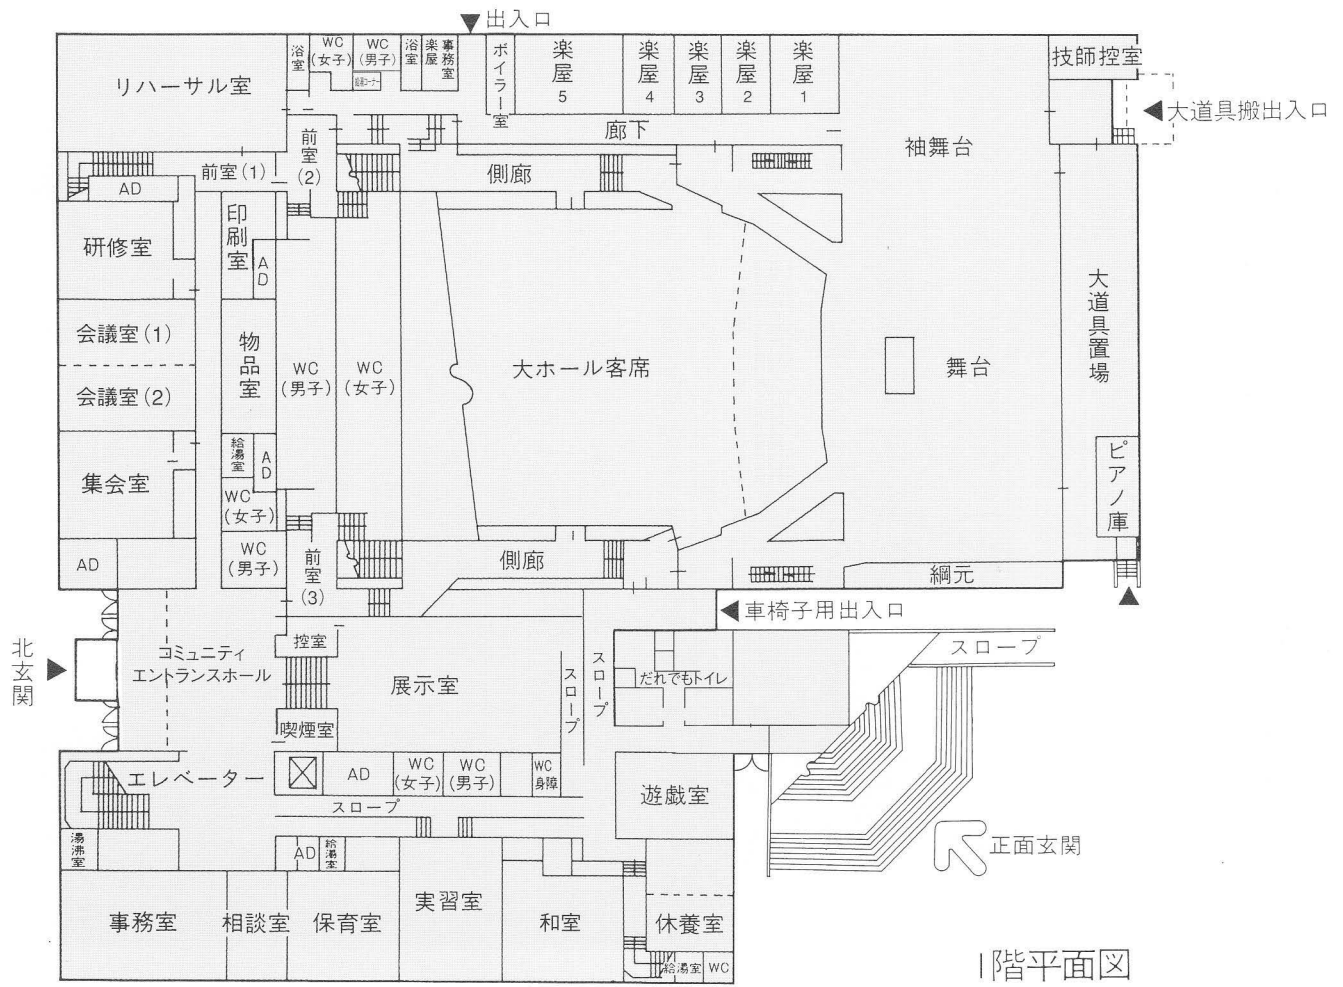 出入口
浴室
WC
(女子)
WC
(男子)
浴室
楽屋
事務室
ボイラー室
楽屋5
楽屋4
楽屋3
楽屋2
楽屋1
技師控室
リハーサル室
大道具搬出入口
廊下
袖舞台
前室(1)
前室(2)
側廊
AD
印刷室
研修室
AD
大道具置場
会議室(1)
物品室
WC
(男子)
WC
(女子)
大ホール客席
舞台
会議室(2)
給湯室
AD
集会室
ピアノ庫
WC
(女子)
WC
(男子)
AD
前室(3)
側廊
綱元
車椅子用出入口
控室
北玄関
コミュニティ
エントランスホール
展示室
スロープ
スロープ
だれでもトイレ
スロープ
喫煙室
エレベーター
AD
WC
(女子)
WC
(男子)
WC
身障
遊戯室
スロープ
正面玄関
湯沸室
AD
給湯室
事務室
相談室
保育室
実習室
和室
休養室
給湯室
WC
1階平面図